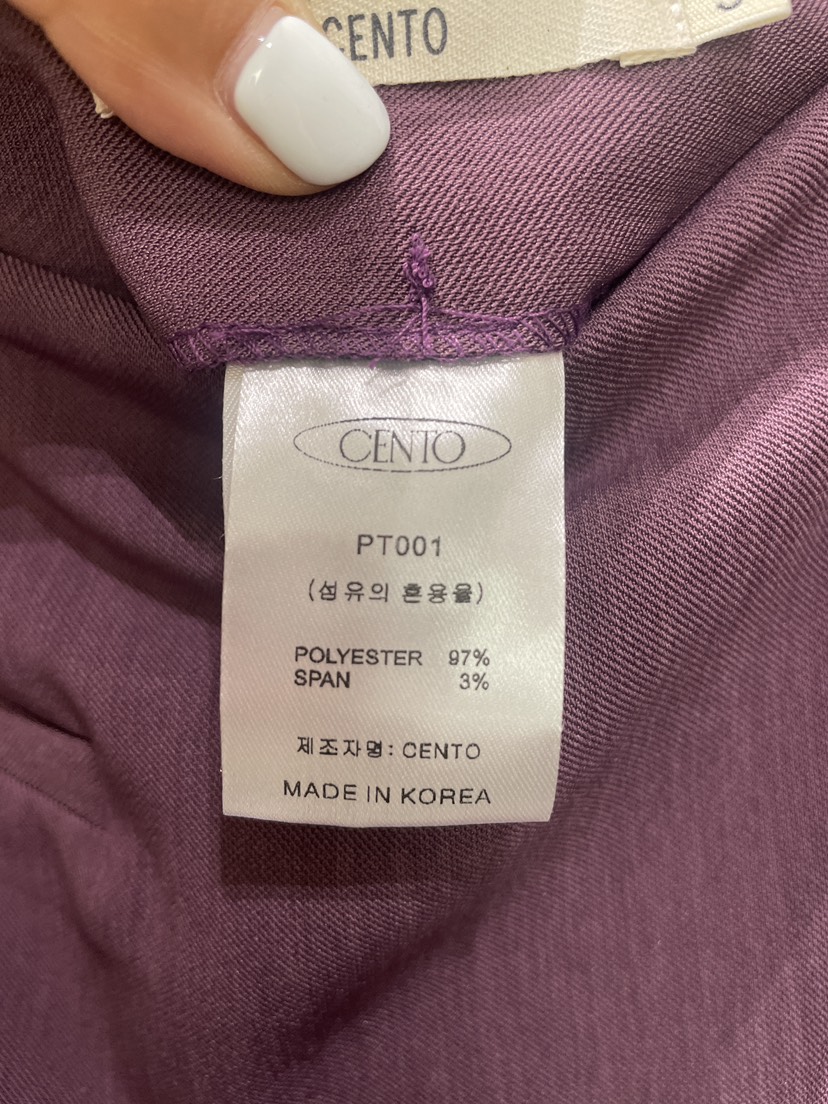 CENTO
CENTO
PT001
(섬유의 혼용율)
POLYESTER 97%
SPAN 3%
제조자명: CENTO
MADE IN KOREA